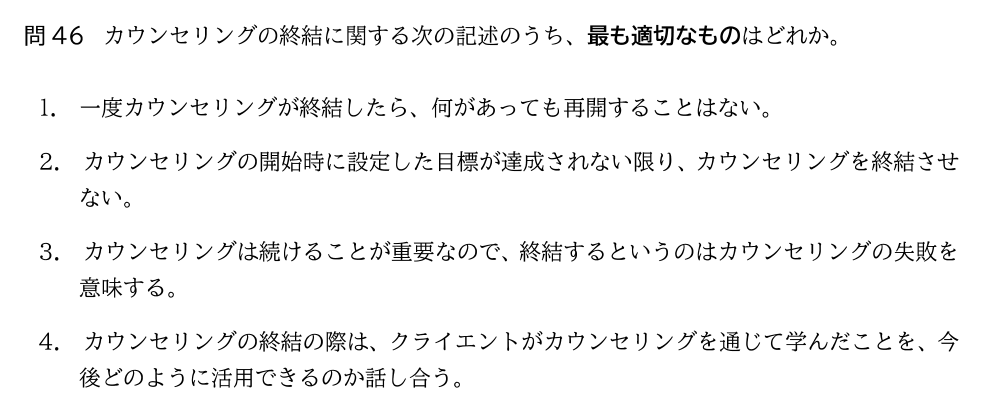 問 46 カウンセリングの終結に関する次の記述のうち、最も適切なものはどれか。
1. 一度カウンセリングが終結したら、何があっても再開することはない。
2. カウンセリングの開始時に設定した目標が達成されない限り、カウンセリングを終結させ
ない。
3. カウンセリングは続けることが重要なので、終結するというのはカウンセリングの失敗を
意味する。
4. カウンセリングの終結の際は、クライエントがカウンセリングを通じて学んだことを、今
後どのように活用できるのか話し合う。